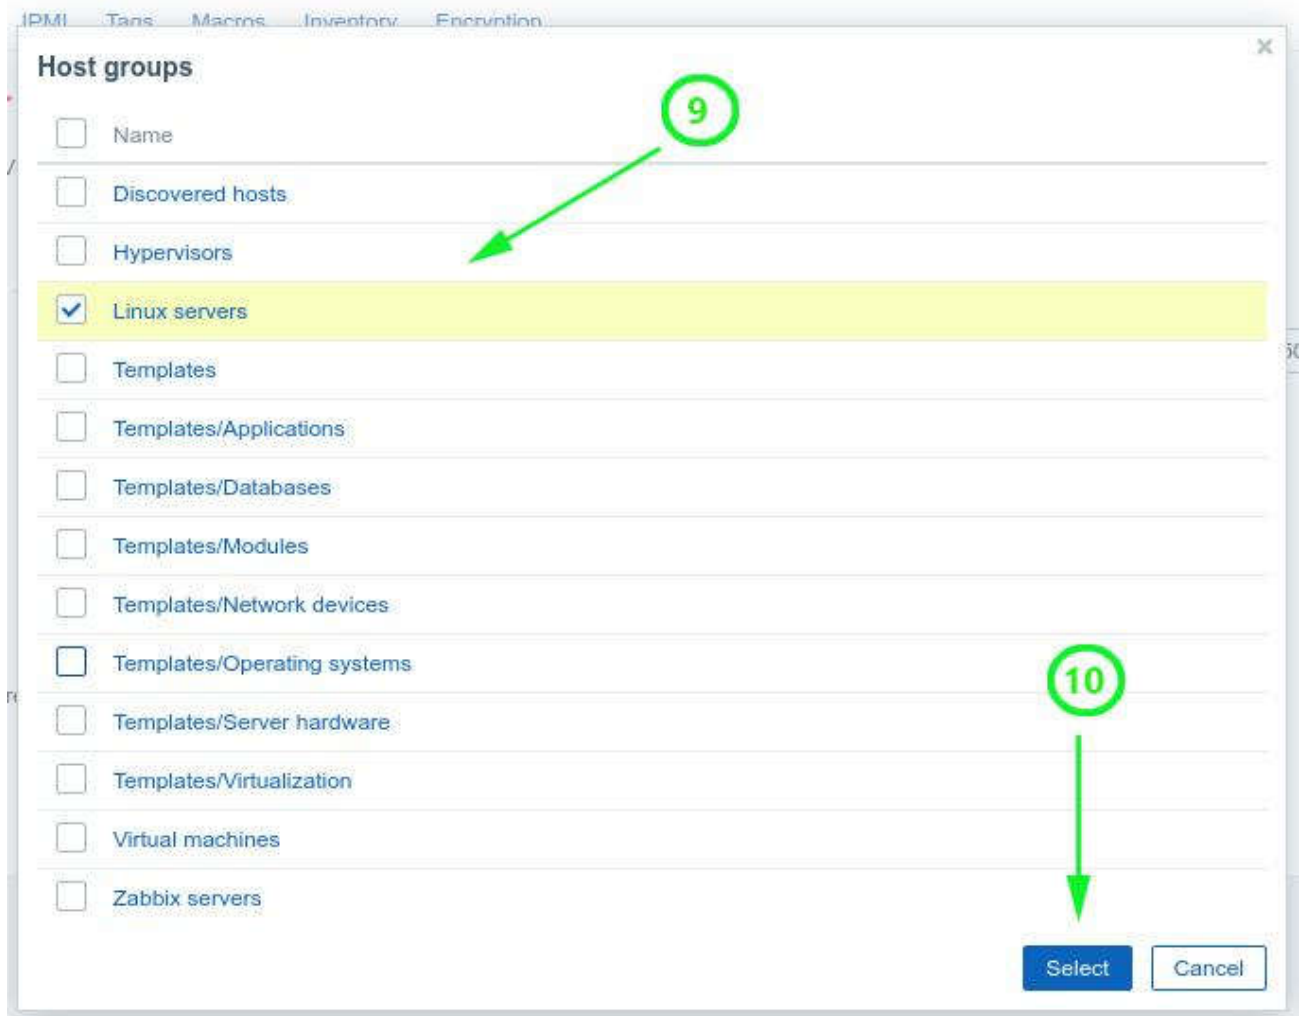 IPMI Tags Macros Inventory Encryption
Host groups
9
Name
Discovered hosts
Hypervisors
Linux servers
Templates
Templates/Applications
Templates/Databases
Templates/Modules
Templates/Network devices
Templates/Operating systems
10
Templates/Server hardware
Templates/Virtualization
Virtual machines
Zabbix servers
Select Cancel